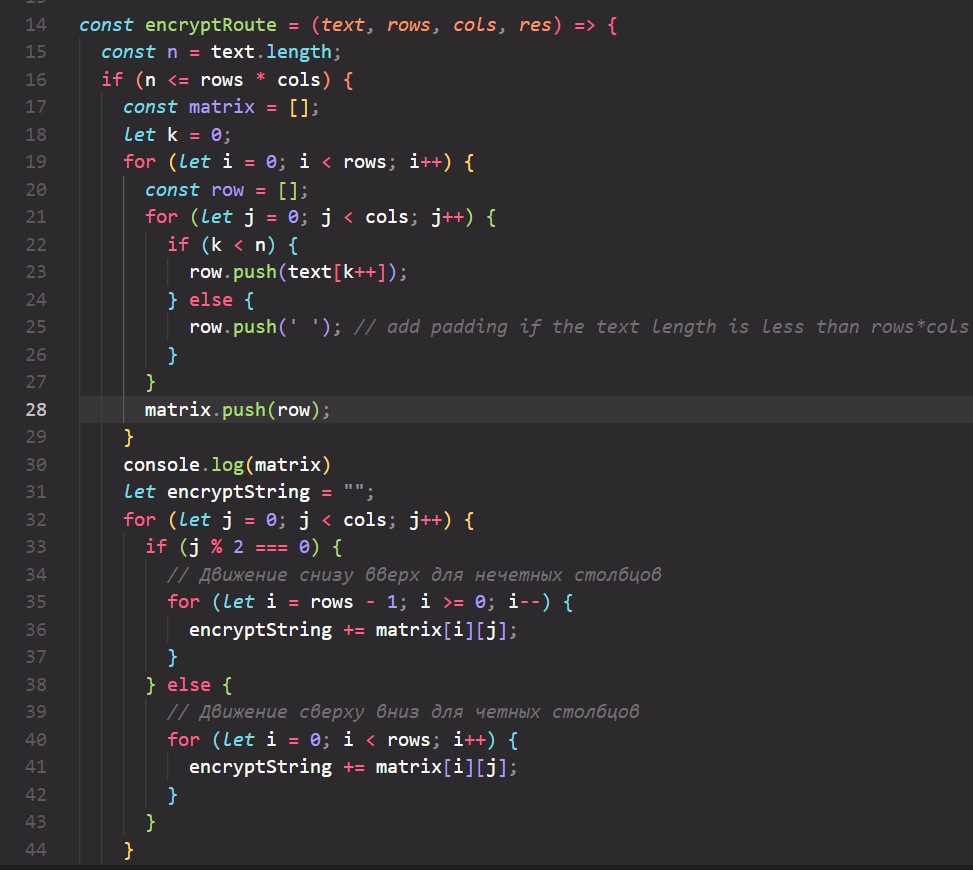 14 const encryptRoute = (text, rows, cols, res) => {
15 const n = text.length;
16 if (n <= rows * cols) {
17 const matrix = [];
18 let k = 0;
19 for (let i = 0; i < rows; i++) {
20 const row = [];
21 for (let j = 0; j < cols; j++) {
22 if (k < n) {
23 row.push(text[k++]);
24 } else {
25 row.push(' '); // add padding if the text length is less than rows*cols
26 }
27 }
28 matrix.push(row);
29 }
30 console.log(matrix)
31 let encryptString = "";
32 for (let j = 0; j < cols; j++) {
33 if (j % 2 === 0) {
34 // Движение снизу вверх для нечетных столбцов
35 for (let i = rows - 1; i >= 0; i--) {
36 encryptString += matrix[i][j];
37 }
38 } else {
39 // Движение сверху вниз для четных столбцов
40 for (let i = 0; i < rows; i++) {
41 encryptString += matrix[i][j];
42 }
43 }
44 }